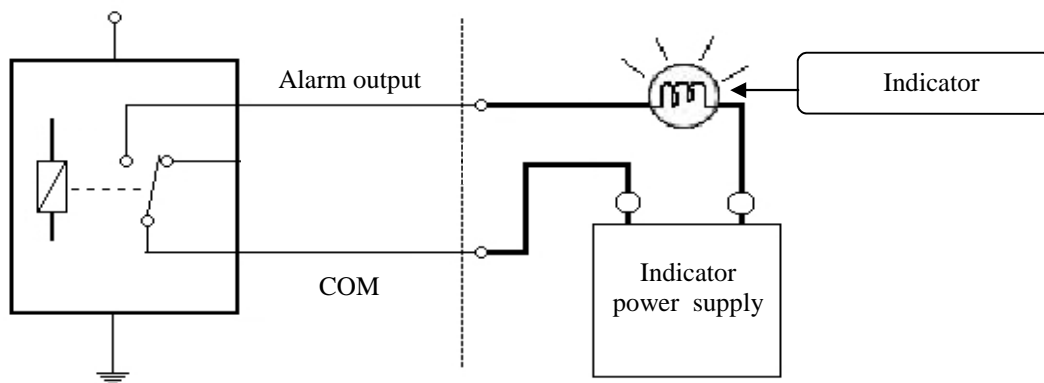 Alarm output
Indicator
COM
Indicator
power supply